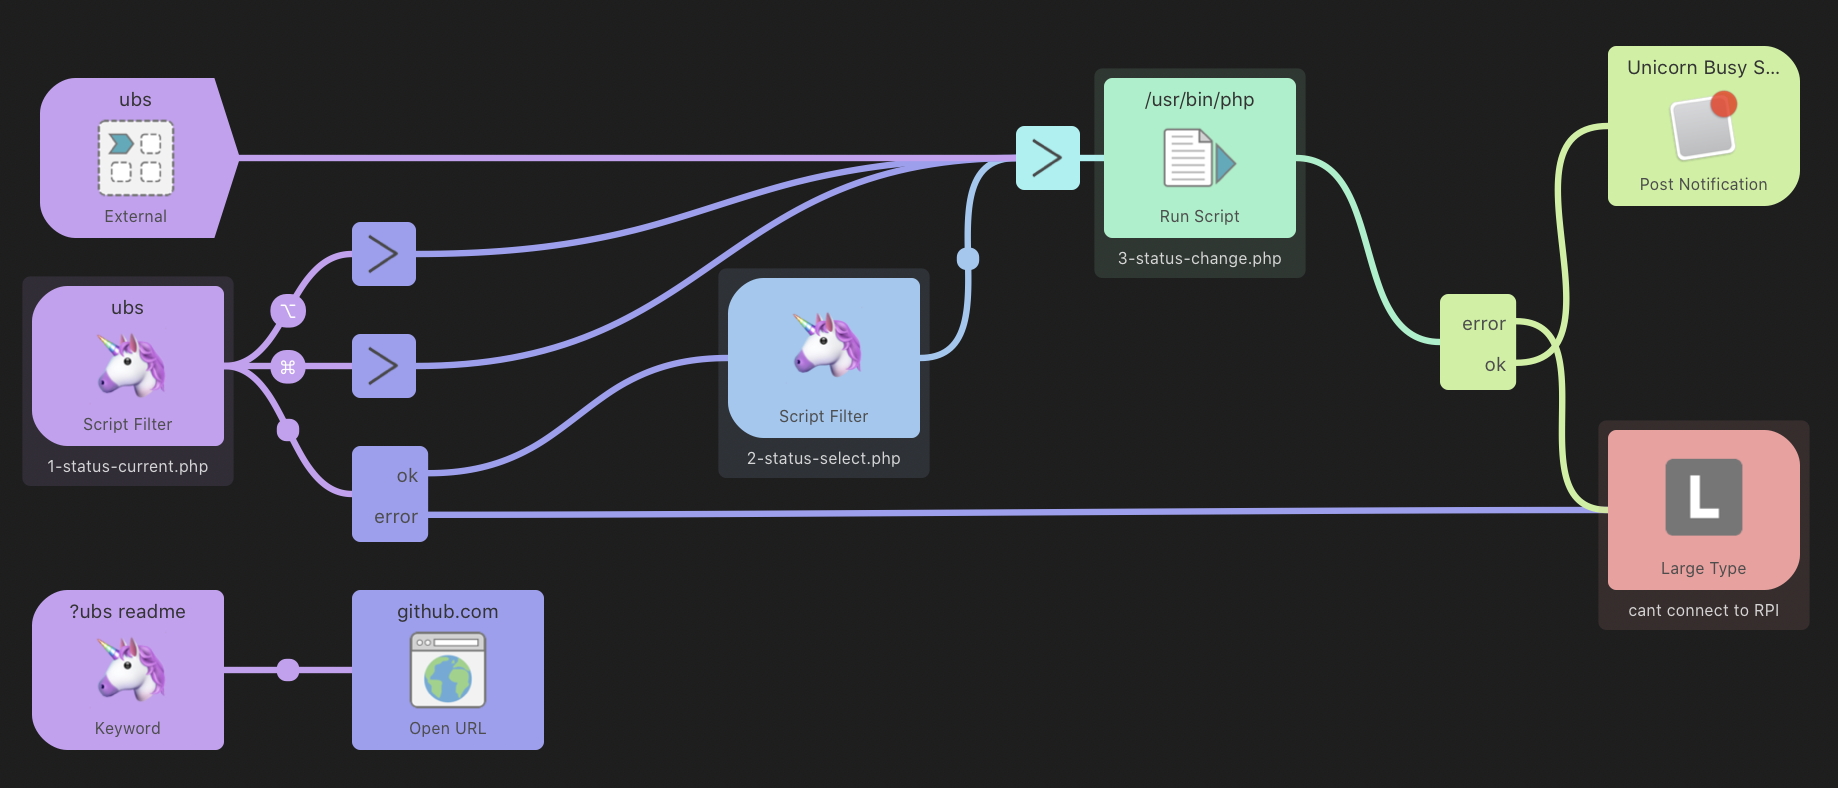 ubs
External
ubs
Script Filter
1-status-current.php
⌥
⌘
ok
error
Script Filter
2-status-select.php
/usr/bin/php
Run Script
3-status-change.php
error
ok
Unicorn Busy S...
Post Notification
L
Large Type
cant connect to RPI
?ubs readme
Keyword
github.com
Open URL